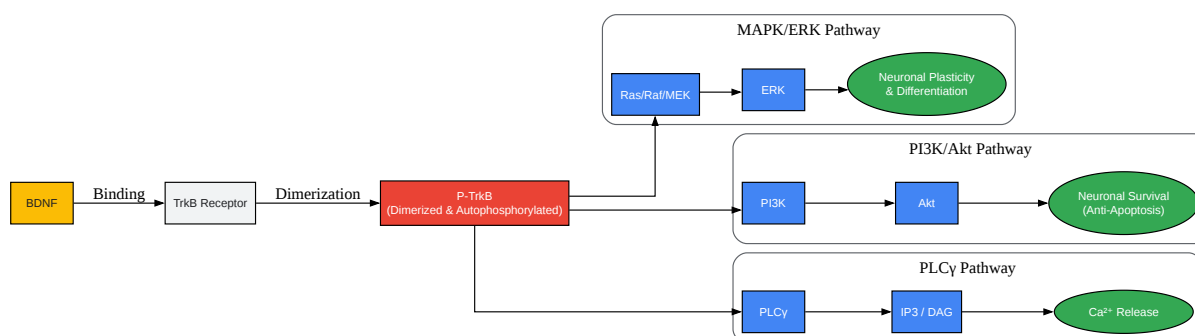 MAPK/ERK Pathway
Ras/Raf/MEK
ERK
Neuronal Plasticity
& Differentiation
PI3K/Akt Pathway
BDNF
Binding
TrkB Receptor
Dimerization
P-TrkB
(Dimerized & Autophosphorylated)
PI3K
Akt
Neuronal Survival
(Anti-Apoptosis)
PLCγ Pathway
PLCγ
IP3 / DAG
Ca²⁺ Release